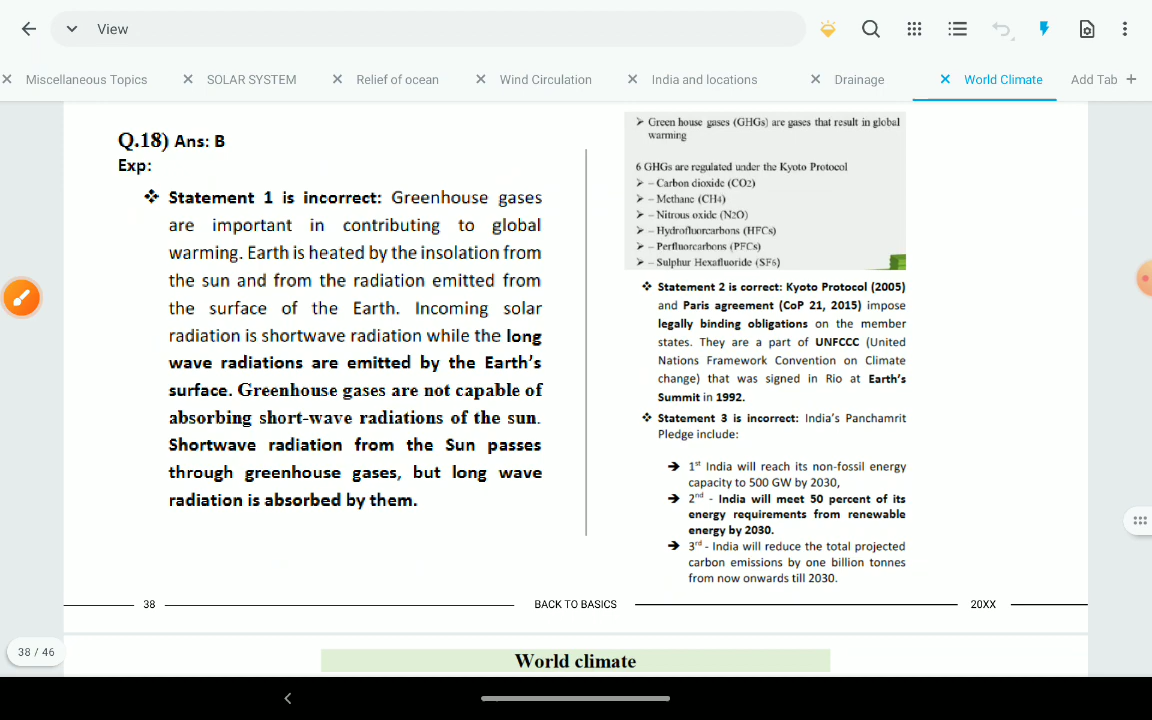 View
Miscellaneous Topics
SOLAR SYSTEM
Relief of ocean
Wind Circulation
India and locations
Drainage
World Climate
Add Tab +
Q.18) Ans: B
Exp:
❖ Statement 1 is incorrect: Greenhouse gases
are important in contributing to global
warming. Earth is heated by the insolation from
the sun and from the radiation emitted from
the surface of the Earth. Incoming solar
radiation is shortwave radiation while the long
wave radiations are emitted by the Earth's
surface. Greenhouse gases are not capable of
absorbing short-wave radiations of the sun.
Shortwave radiation from the Sun passes
through greenhouse gases, but long wave
radiation is absorbed by them.
➢ Green house gases (GHGs) are gases that result in global
warming
6 GHGs are regulated under the Kyoto Protocol
➢ – Carbon dioxide (CO2)
➢ – Methane (CH4)
➢ – Nitrous oxide (N2O)
➢ – Hydrofluorcarbons (HFCs)
➢ – Perfluorcarbons (PFCs)
➢ – Sulphur Hexafluoride (SF6)
❖ Statement 2 is correct: Kyoto Protocol (2005)
and Paris agreement (CoP 21, 2015) impose
legally binding obligations on the member
states. They are a part of UNFCCC (United
Nations Framework Convention on Climate
change) that was signed in Rio at Earth's
Summit in 1992.
❖ Statement 3 is incorrect: India's Panchamrit
Pledge include:
➔ 1st India will reach its non-fossil energy
capacity to 500 GW by 2030,
➔ 2nd - India will meet 50 percent of its
energy requirements from renewable
energy by 2030.
➔ 3rd - India will reduce the total projected
carbon emissions by one billion tonnes
from now onwards till 2030.
38
BACK TO BASICS
20XX
38 / 46
World climate